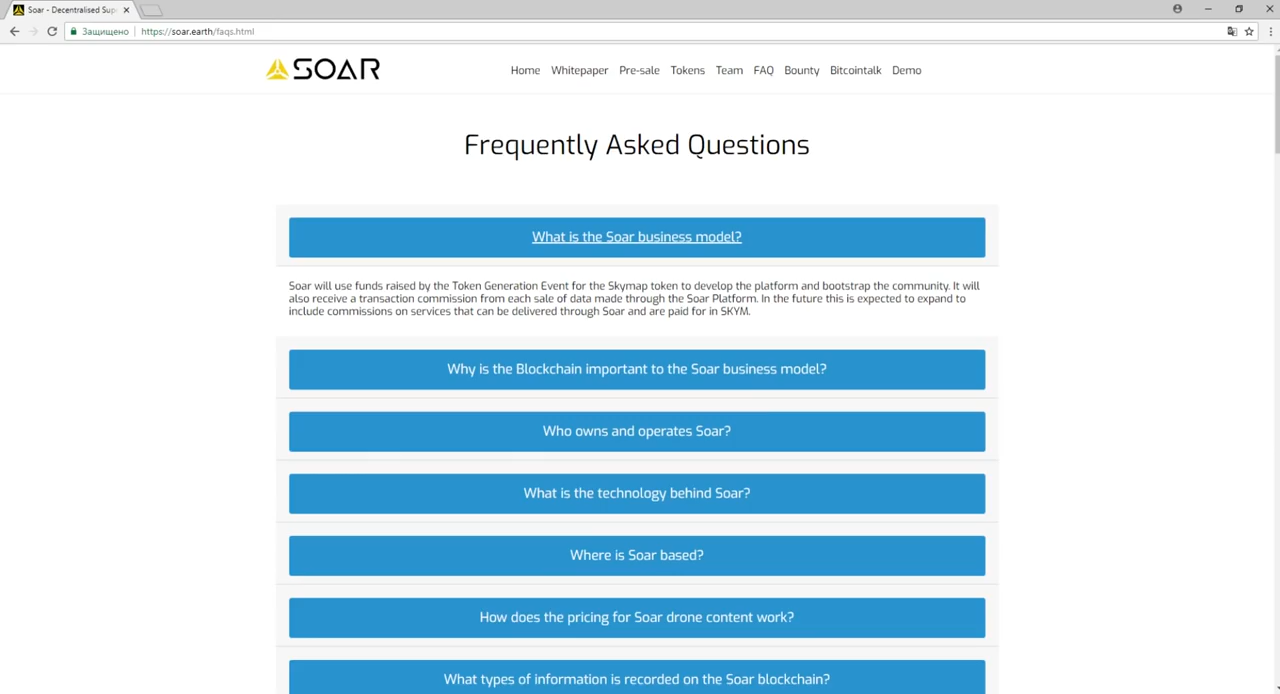 Soar - Decentralised Sup
Защищено https://soar.earth/faqs.html
SOAR Home Whitepaper Pre-sale Tokens Team FAQ Bounty Bitcointalk Demo
Frequently Asked Questions
What is the Soar business model?
Soar will use funds raised by the Token Generation Event for the Skymap token to develop the platform and bootstrap the community. It will
also receive a transaction commission from each sale of data made through the Soar Platform. In the future this is expected to expand to
include commissions on services that can be delivered through Soar and are paid for in SKYM.
Why is the Blockchain important to the Soar business model?
Who owns and operates Soar?
What is the technology behind Soar?
Where is Soar based?
How does the pricing for Soar drone content work?
What types of information is recorded on the Soar blockchain?